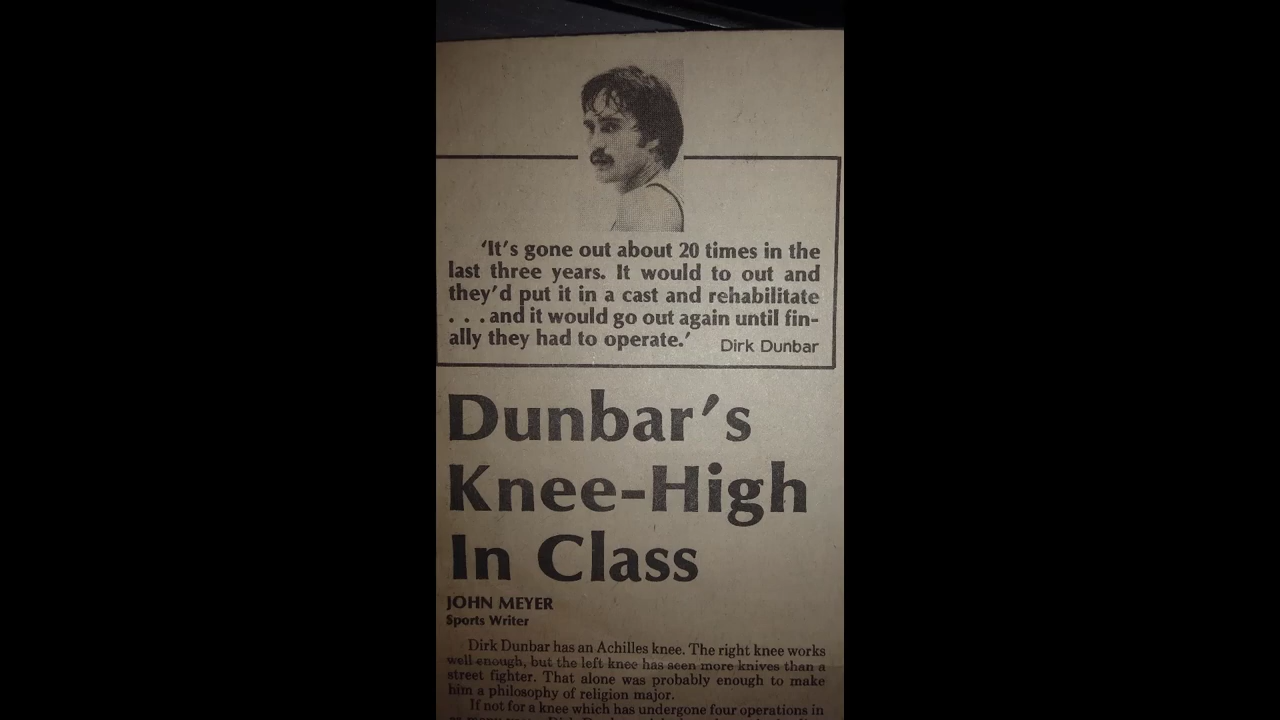 'It's gone out about 20 times in the
last three years. It would to out and
they'd put it in a cast and rehabilitate
. . . and it would go out again until fin-
ally they had to operate.'
Dirk Dunbar
Dunbar's
Knee-High
In Class
JOHN MEYER
Sports Writer
Dirk Dunbar has an Achilles knee. The right knee works
well enough, but the left knee has seen more knives than a
street fighter. That alone was probably enough to make
him a philosophy of religion major.
If not for a knee which has undergone four operations in